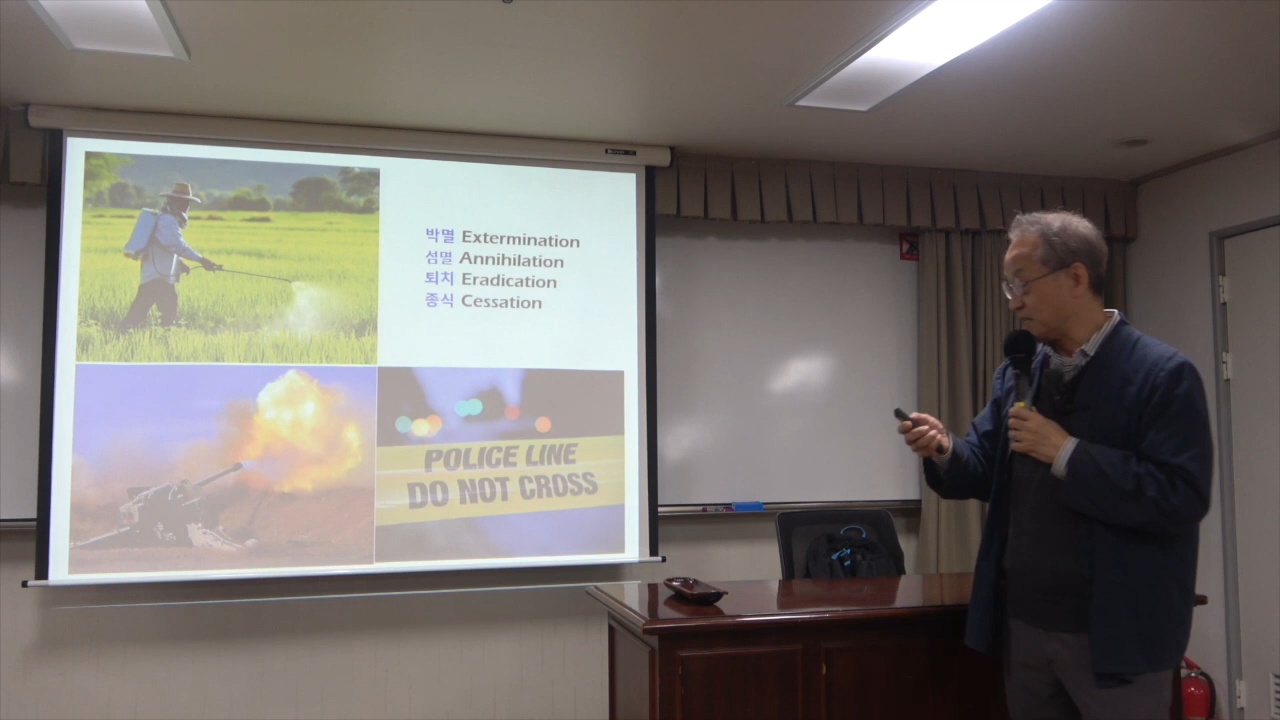 박멸 Extermination
섬멸 Annihilation
퇴치 Eradication
종식 Cessation
POLICE LINE
DO NOT CROSS